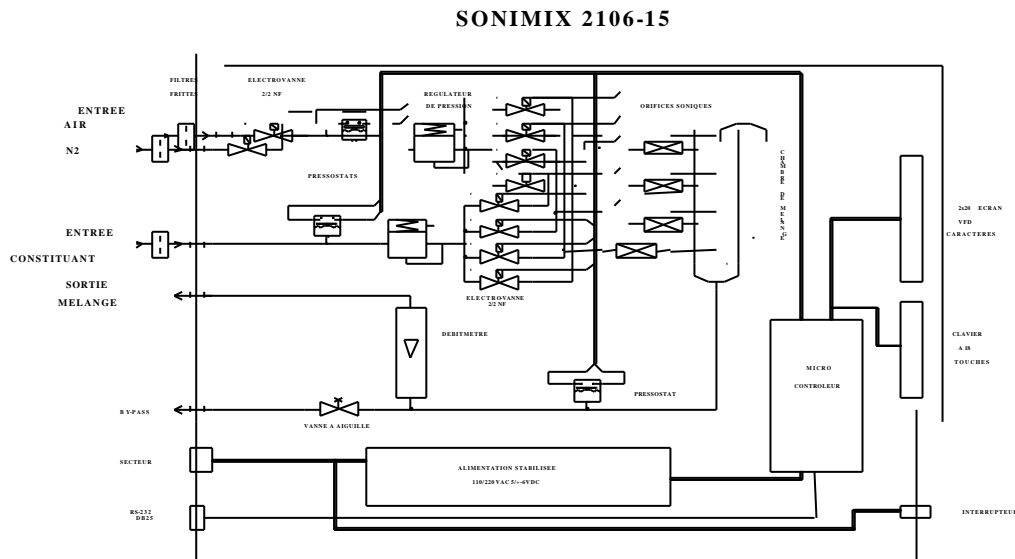 SONIMIX 2106-15
FILTRES
FRITTES
ELECTROVANNE
2/2 NF
REGULATEUR
DE PRESSION
ORIFICES SONIQUES
ENTREE
AIR
N2
PRESSOSTATS
CHAMBRE DE MELANGE
2x20 ECRAN
VFD
CARACTERES
ENTREE
CONSTITUANT
SORTIE
MELANGE
ELECTRO-VANNE
2/2 NF
DEBITMETRE
CLAVIER
A 18
TOUCHES
MICRO
CONTROLEUR
PRESSOSTAT
BY-PASS
VANNE A AIGUILLE
SECTEUR
ALIMENTATION STABILISEE
110/220 VAC 5/+-6VDC
RS-232
DB25
INTERRUPTEUR